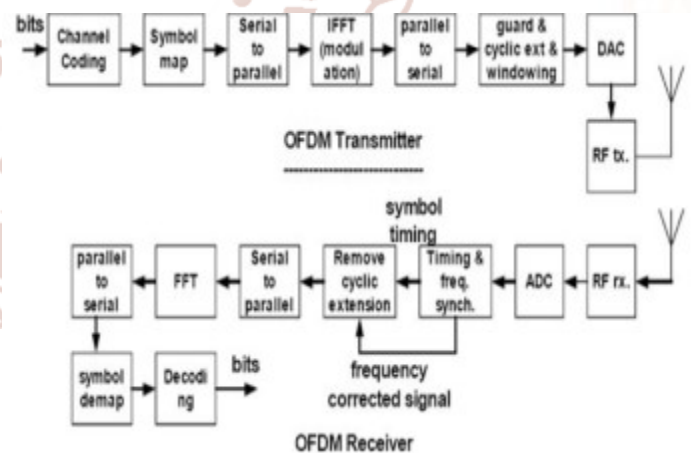 bits
Channel
Coding
Symbol
map
Serial
to
parallel
IFFT
(modul
ation)
parallel
to
serial
guard &
cyclic ext &
windowing
DAC
RF tx.
OFDM Transmitter
symbol
timing
parallel
to
serial
FFT
Serial
to
parallel
Remove
cyclic
extension
Timing &
freq.
synch.
ADC
RF rx.
symbol
demap
Decodi
ng
bits
frequency
corrected signal
OFDM Receiver